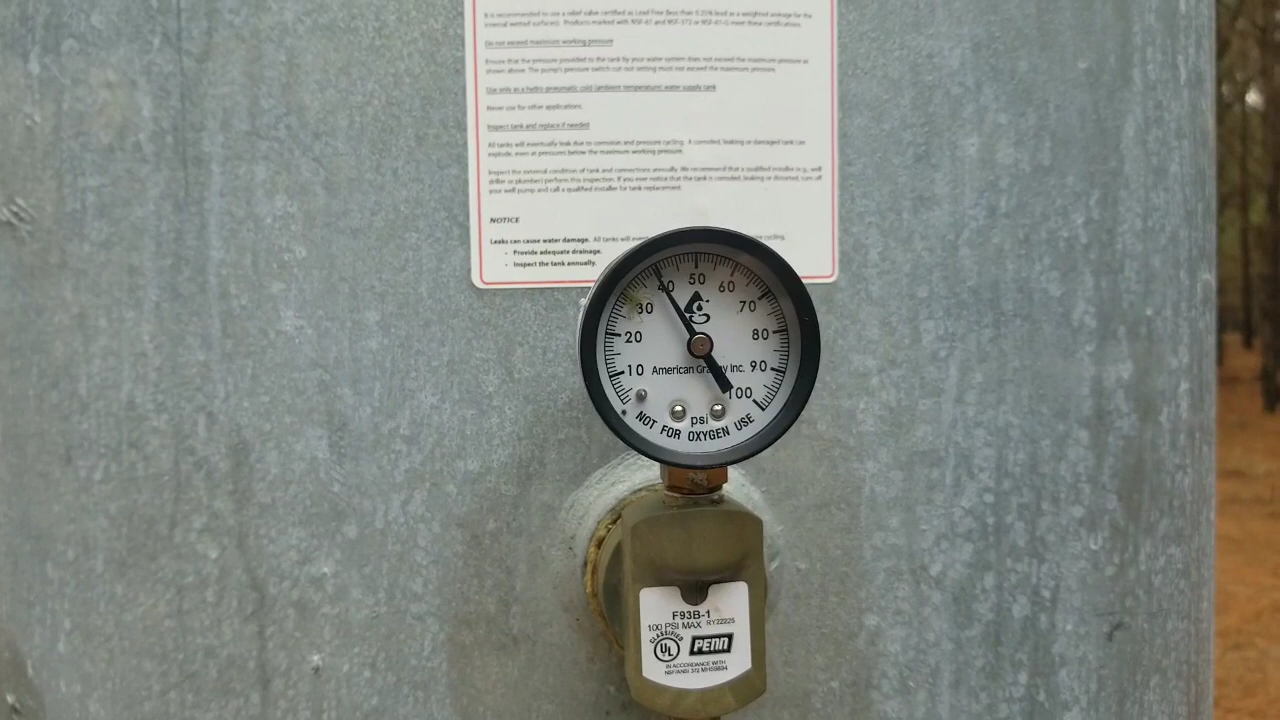 It is recommended to use a relief valve certified as Lead Free (less than 0.25% lead as a weighted average for the
internal wetted surfaces). Products marked with NSF-61 and NSF-372 or NSF-61-G meet these certifications.
Do not exceed maximum working pressure
Ensure that the pressure provided to the tank by your water system does not exceed the maximum pressure as
shown above. The pump's pressure switch cut-out setting must not exceed the maximum pressure.
Use only as a hydro-pneumatic cold (ambient temperature) water supply tank
Never use for other applications.
Inspect tank and replace if needed
All tanks will eventually leak due to corrosion and pressure cycling. A corroded, leaking or damaged tank can
explode, even at pressures below the maximum working pressure.
Inspect the external condition of tank and connections annually. We recommend that a qualified installer (e.g., well
driller or plumber) perform this inspection. If you ever notice that the tank is corroded, leaking or distorted, turn off
your well pump and call a qualified installer for tank replacement.
NOTICE
Leaks can cause water damage. All tanks will cycling.
• Provide adequate drainage.
• Inspect the tank annually.
10 20 30 40 50 60 70 80 90 100
American Gra y Inc.
psi
NOT FOR OXYGEN USE
F93B-1
100 PSI MAX RY22225
CLASSIFIED
UL
PENN
IN ACCORDANCE WITH
NSF/ANSI 372 MH59894